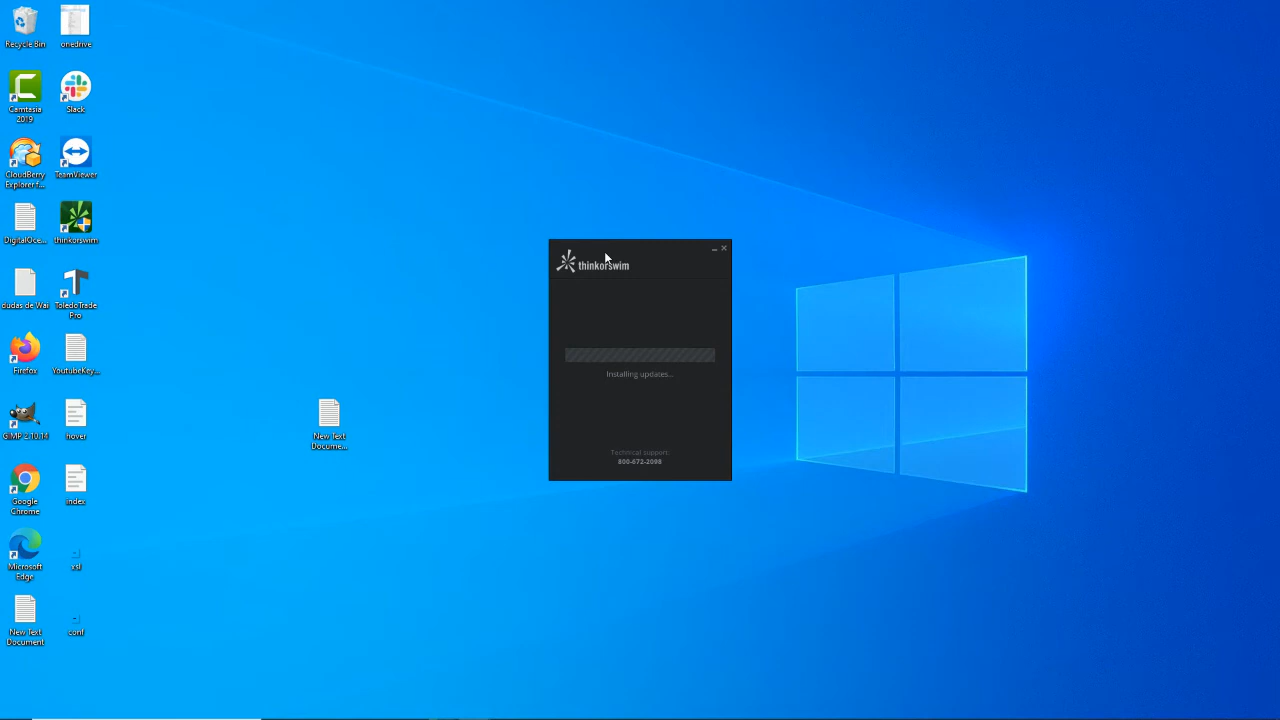 Recycle Bin
onedrive
Camtasia
2019
Slack
CloudBerry
Explorer f...
TeamViewer
DigitalOce...
thinkorswim
dudas de Wai
ToledoTrade
Pro
Firefox
YoutubeKey...
GIMP 2.10.14
hover
Google
Chrome
index
Microsoft
Edge
xsl
New Text
Document
conf
New Text
Docume...
thinkorswim
Installing updates...
Technical support:
800-672-2098